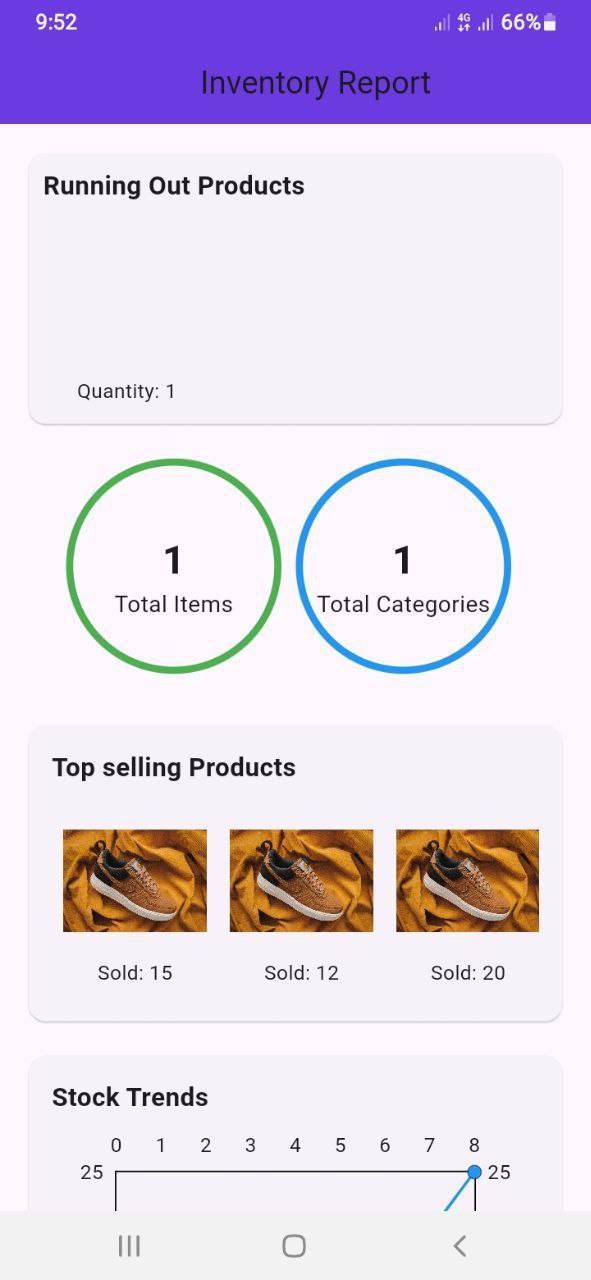 9:52 4G 66%
Inventory Report
Running Out Products
Quantity: 1
1 1
Total Items Total Categories
Top selling Products
Sold: 15 Sold: 12 Sold: 20
Stock Trends
0 1 2 3 4 5 6 7 8
25 25